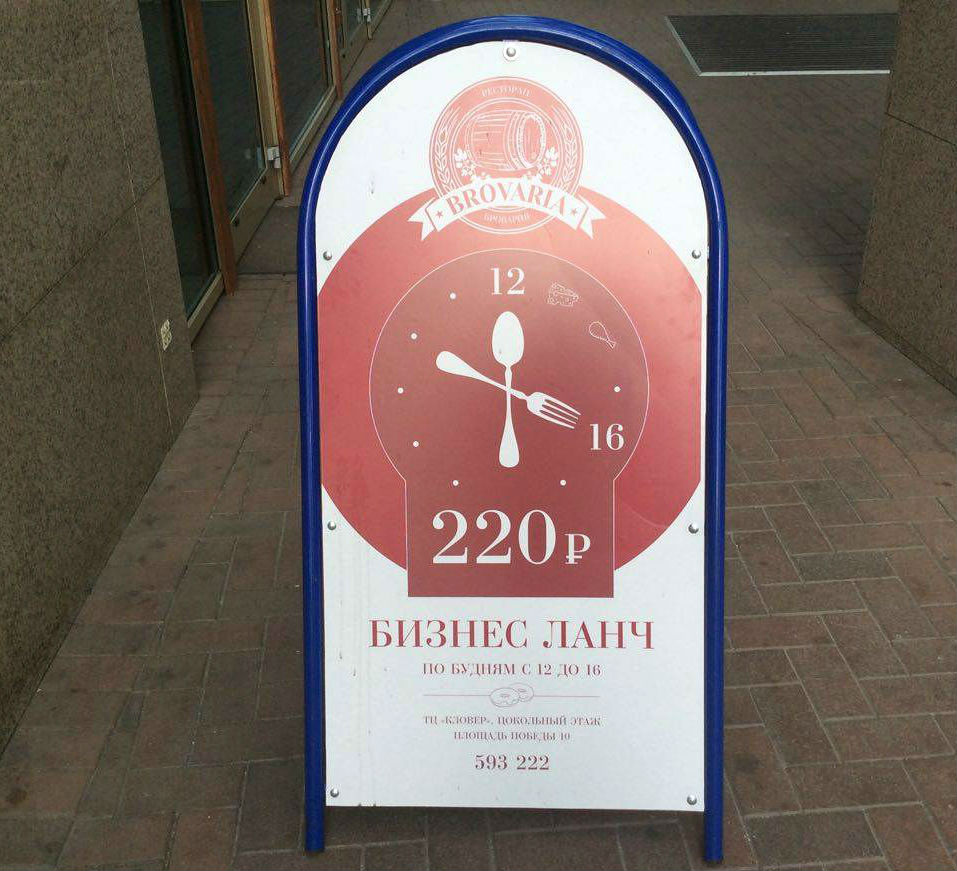 РЕСТОРАН
BROVARIA
БРОВАРИЯ
12
16
220₽
БИЗНЕС ЛАНЧ
ПО БУДНЯМ С 12 ДО 16
ТЦ «КЛОВЕР», ЦОКОЛЬНЫЙ ЭТАЖ
ПЛОЩАДЬ ПОБЕДЫ 10
593 222